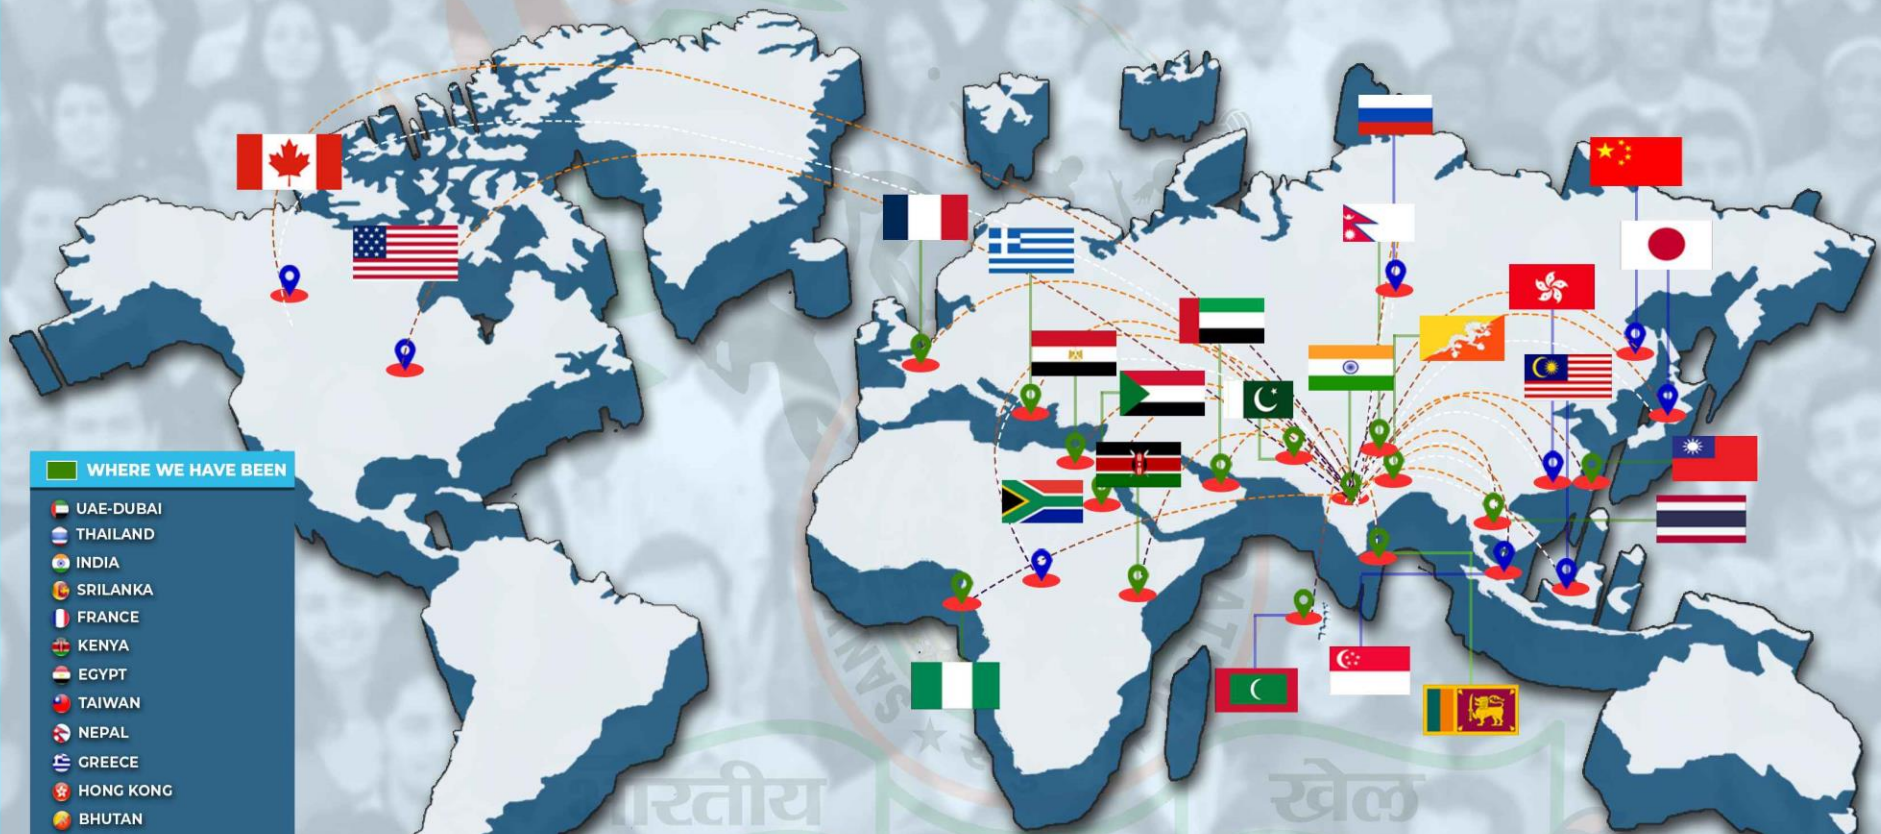 WHERE WE HAVE BEEN
UAE-DUBAI
THAILAND
INDIA
SRILANKA
FRANCE
KENYA
EGYPT
TAIWAN
NEPAL
GREECE
HONG KONG
BHUTAN
भारतीय खेल